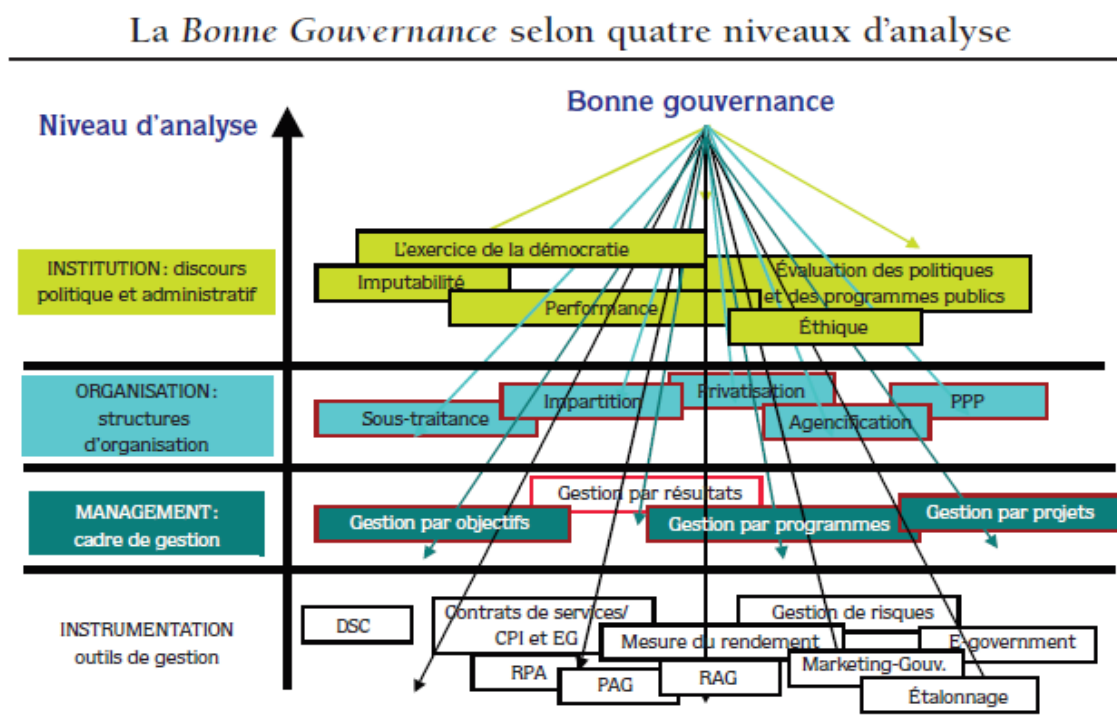 La Bonne Gouvernance selon quatre niveaux d'analyse
Niveau d'analyse
Bonne gouvernance
INSTITUTION : discours
politique et administratif
L'exercice de la démocratie
Imputabilité
Performance
Évaluation des politiques
et des programmes publics
Éthique
ORGANISATION :
structures
d'organisation
Sous-traitance
Impartition
Privatisation
Agencification
PPP
MANAGEMENT :
cadre de gestion
Gestion par résultats
Gestion par objectifs
Gestion par programmes
Gestion par projets
INSTRUMENTATION
outils de gestion
DSC
Contrats de services/
CPI et EG
RPA
PAG
Mesure du rendement
RAG
Gestion de risques
E-government
Marketing-Gouv.
Étalonnage